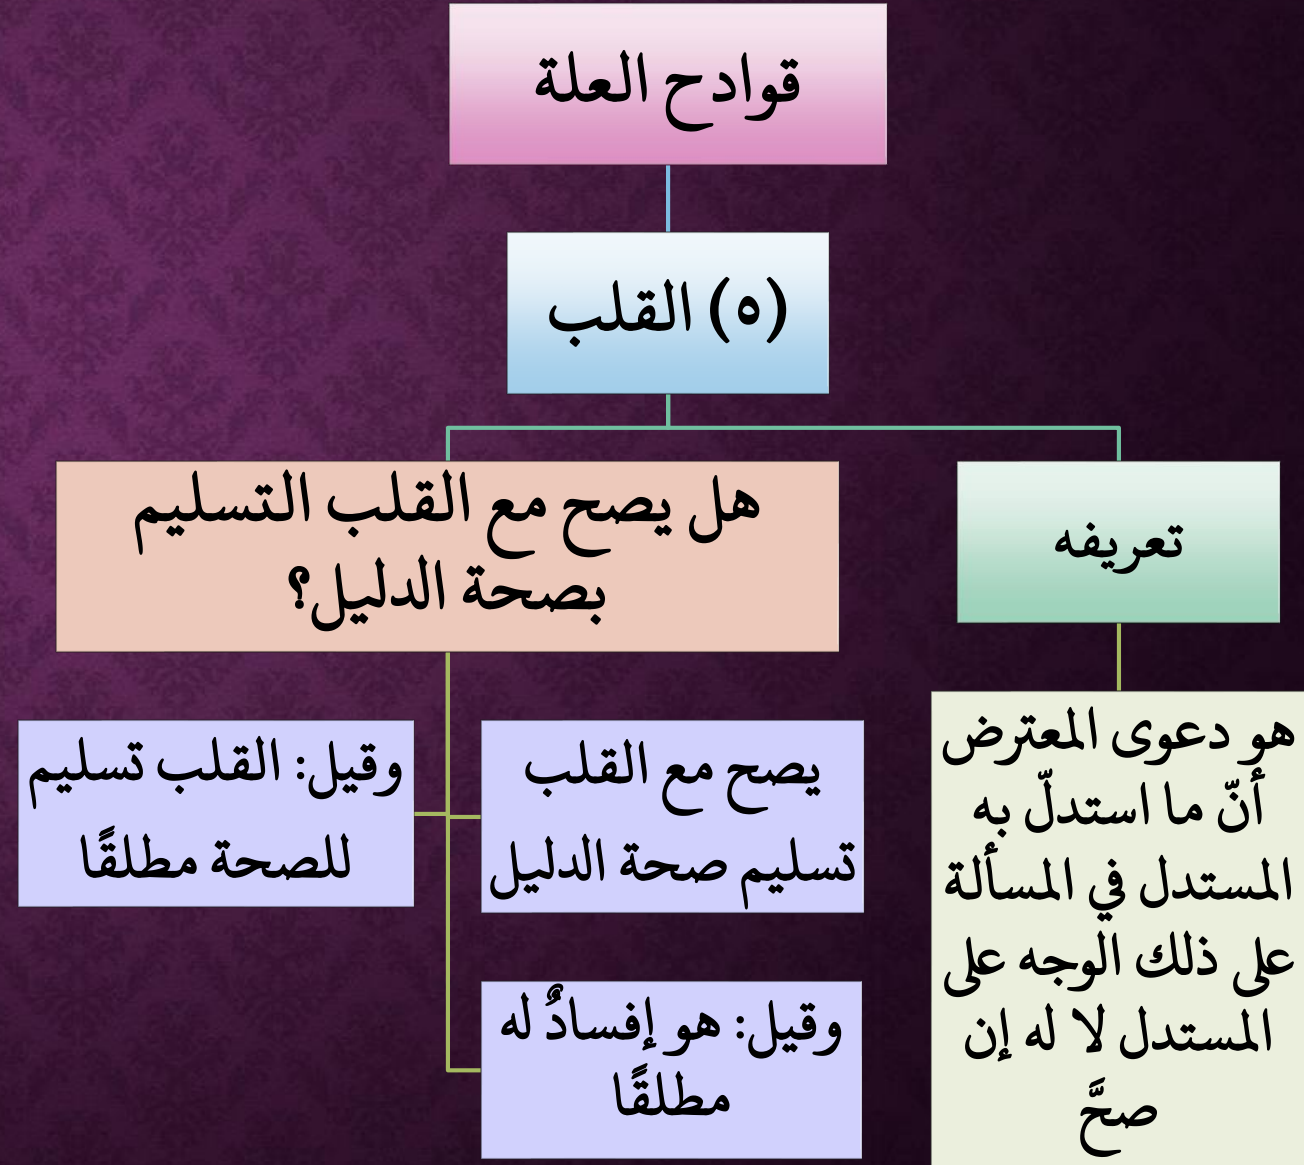 قوادح العلة
(٥) القلب
تعريفه
هو دعوى المعترض
أنّ ما استدلّ به
المستدل في المسألة
على ذلك الوجه على
المستدل لا له إن
صحَّ
هل يصح مع القلب التسليم
بصحة الدليل؟
يصح مع القلب
تسليم صحة الدليل
وقيل: القلب تسليم
للصحة مطلقًا
وقيل: هو إفسادٌ له
مطلقًا